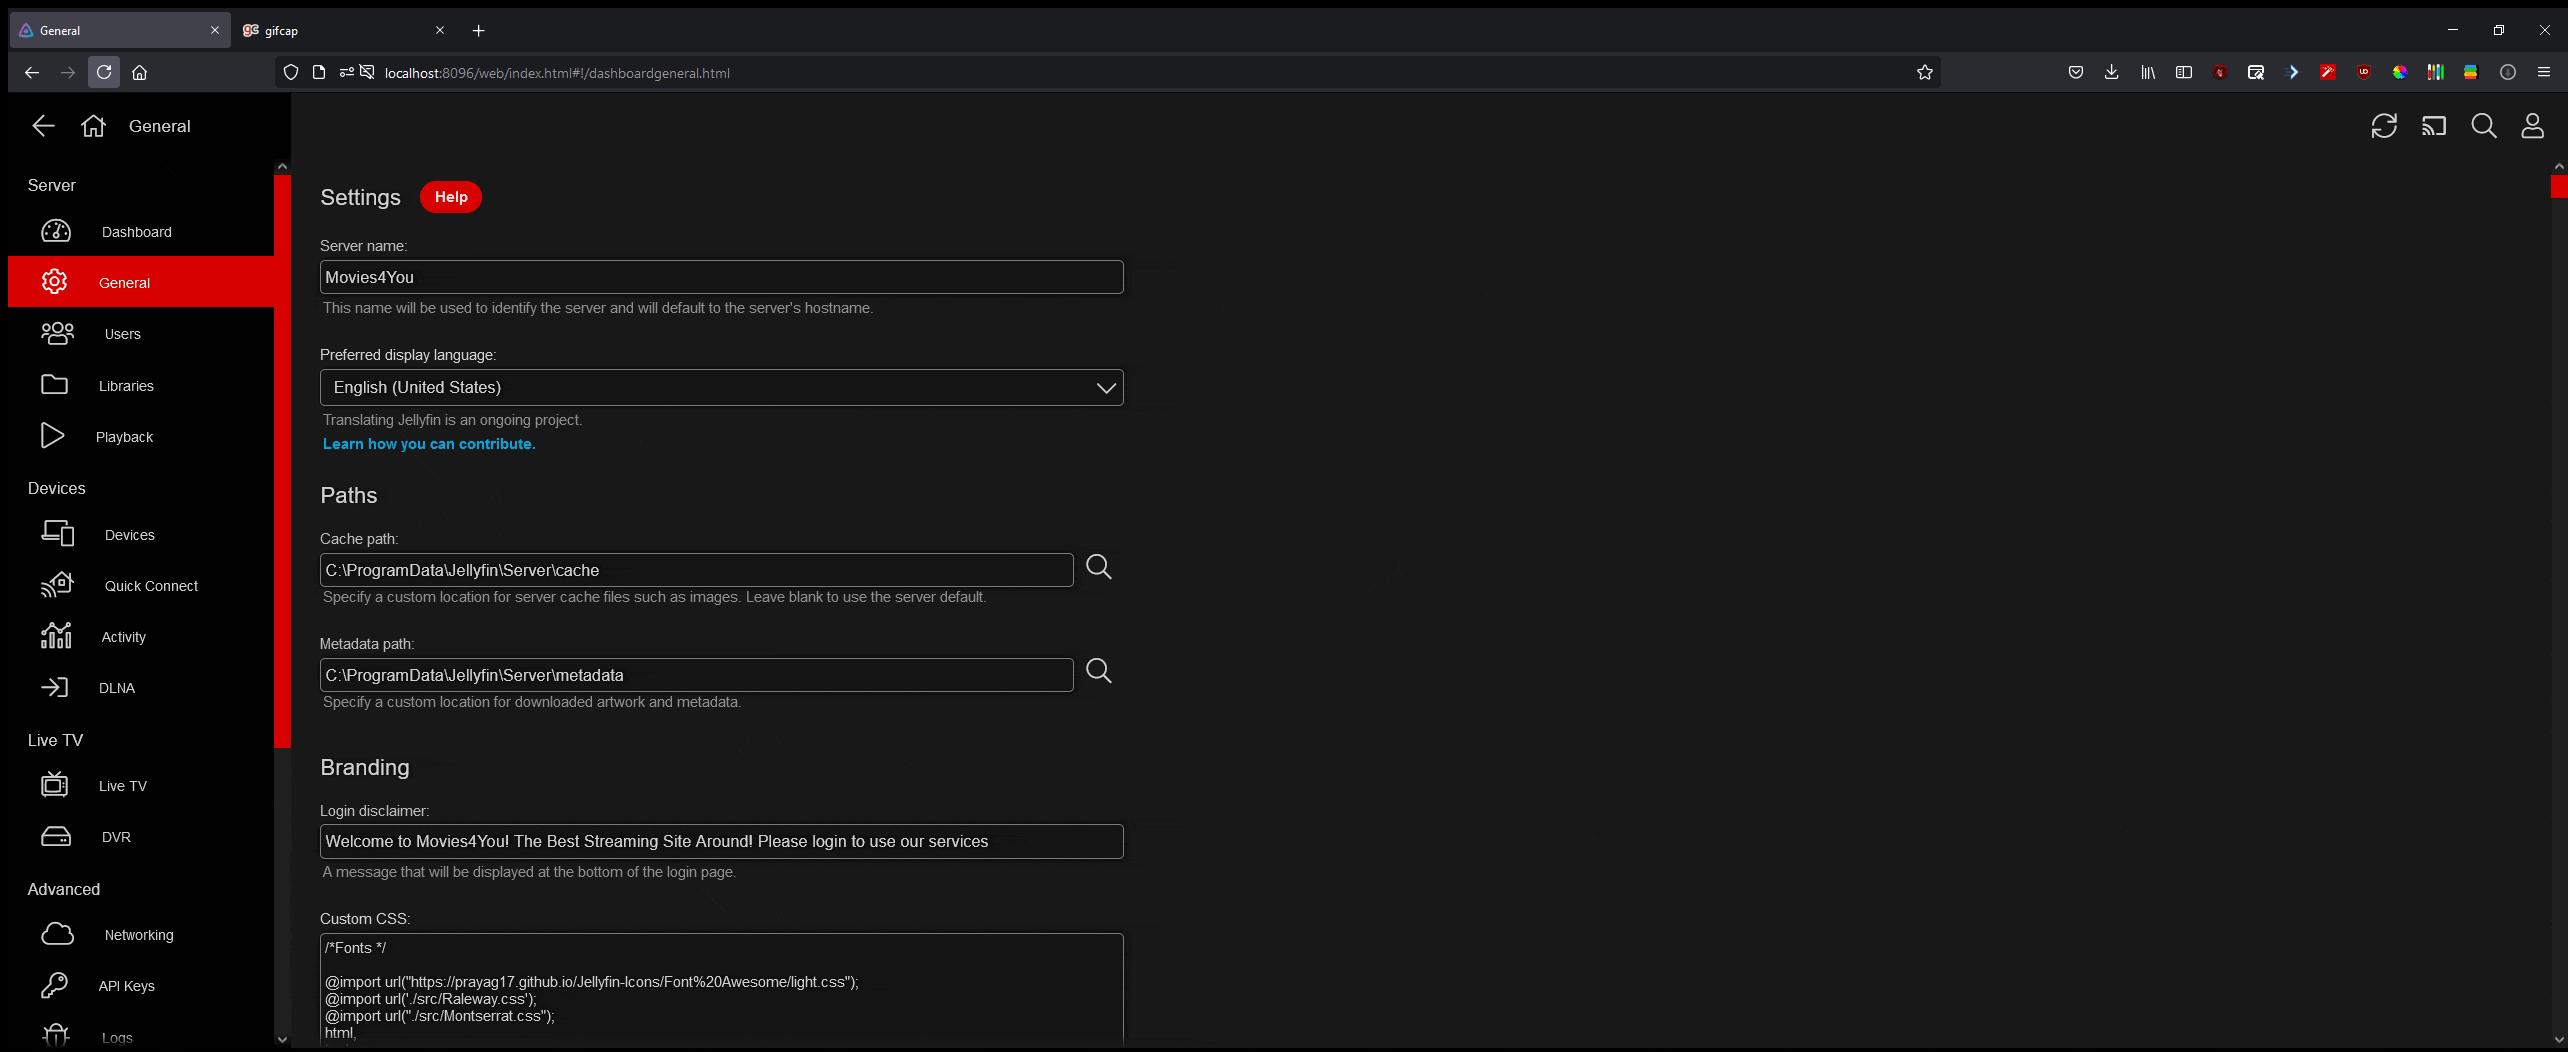 General
gifcap
localhost:8096/web/index.html#!/dashboardgeneral.html
General
Server
Dashboard
General
Users
Libraries
Playback
Devices
Devices
Quick Connect
Activity
DLNA
Live TV
Live TV
DVR
Advanced
Networking
API Keys
Logs
Settings
Help
Server name:
Movies4You
This name will be used to identify the server and will default to the server's hostname.
Preferred display language:
English (United States)
Translating Jellyfin is an ongoing project.
Learn how you can contribute.
Paths
Cache path:
C:\ProgramData\Jellyfin\Server\cache
Specify a custom location for server cache files such as images. Leave blank to use the server default.
Metadata path:
C:\ProgramData\Jellyfin\Server\metadata
Specify a custom location for downloaded artwork and metadata.
Branding
Login disclaimer:
Welcome to Movies4You! The Best Streaming Site Around! Please login to use our services
A message that will be displayed at the bottom of the login page.
Custom CSS:
/*Fonts */
@import url("https://prayag17.github.io/Jellyfin-Icons/Font%20Awesome/light.css");
@import url('./src/Raleway.css');
@import url("./src/Montserrat.css");
html,